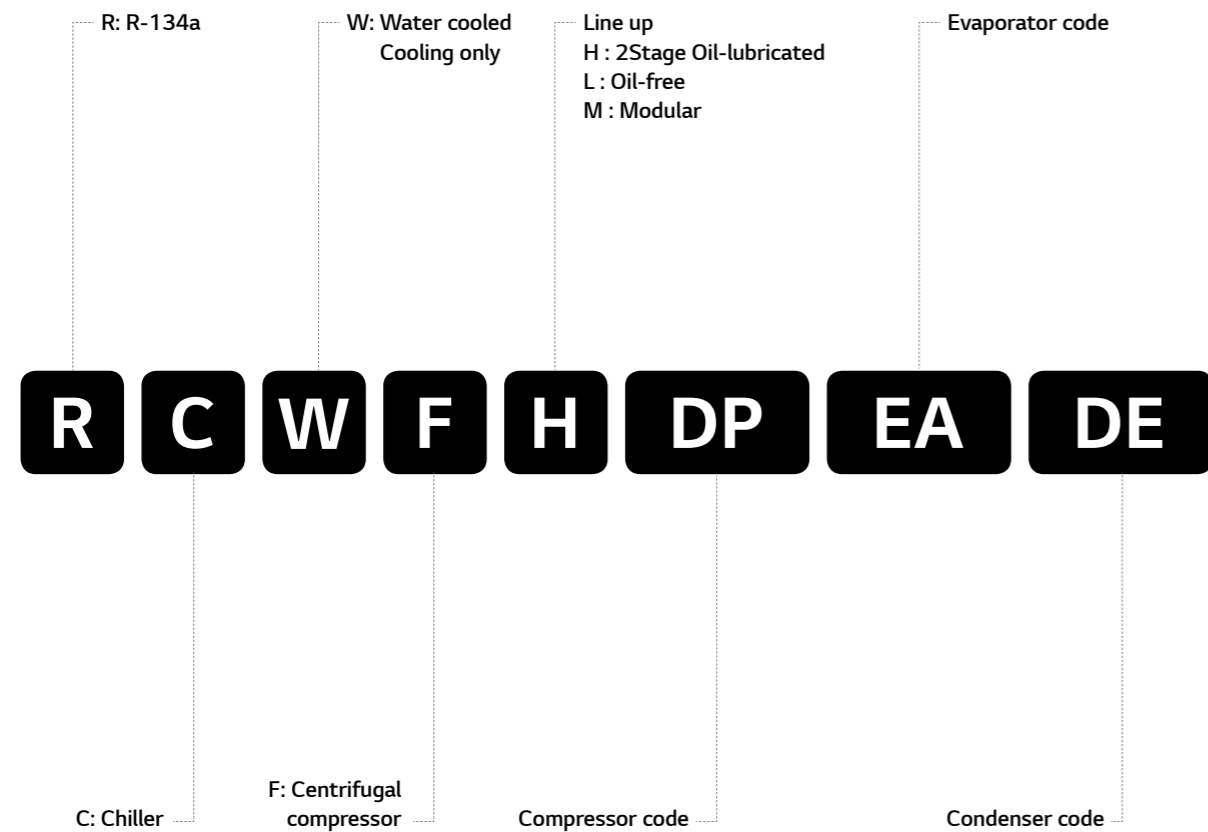 R: R-134a
W: Water cooled
Cooling only
Line up
H : 2Stage Oil-lubricated
L : Oil-free
M : Modular
Evaporator code
R C W F H DP EA DE
C: Chiller
F: Centrifugal
compressor
Compressor code
Condenser code